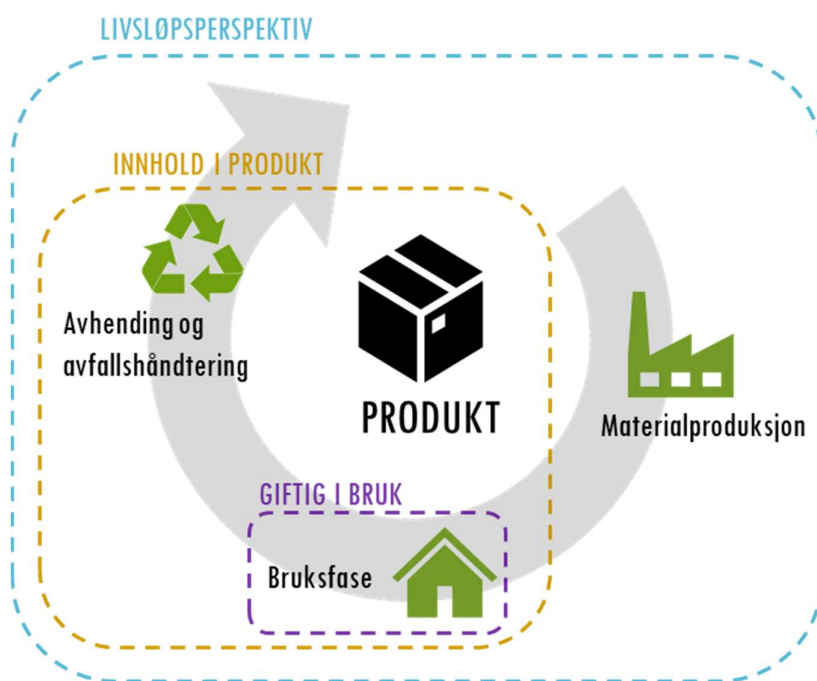 LIVSLØPSPERSPEKTIV
INNHOLD I PRODUKT
Avhending og
avfallshåndtering
PRODUKT
Materialproduksjon
GIFTIG I BRUK
Bruksfase